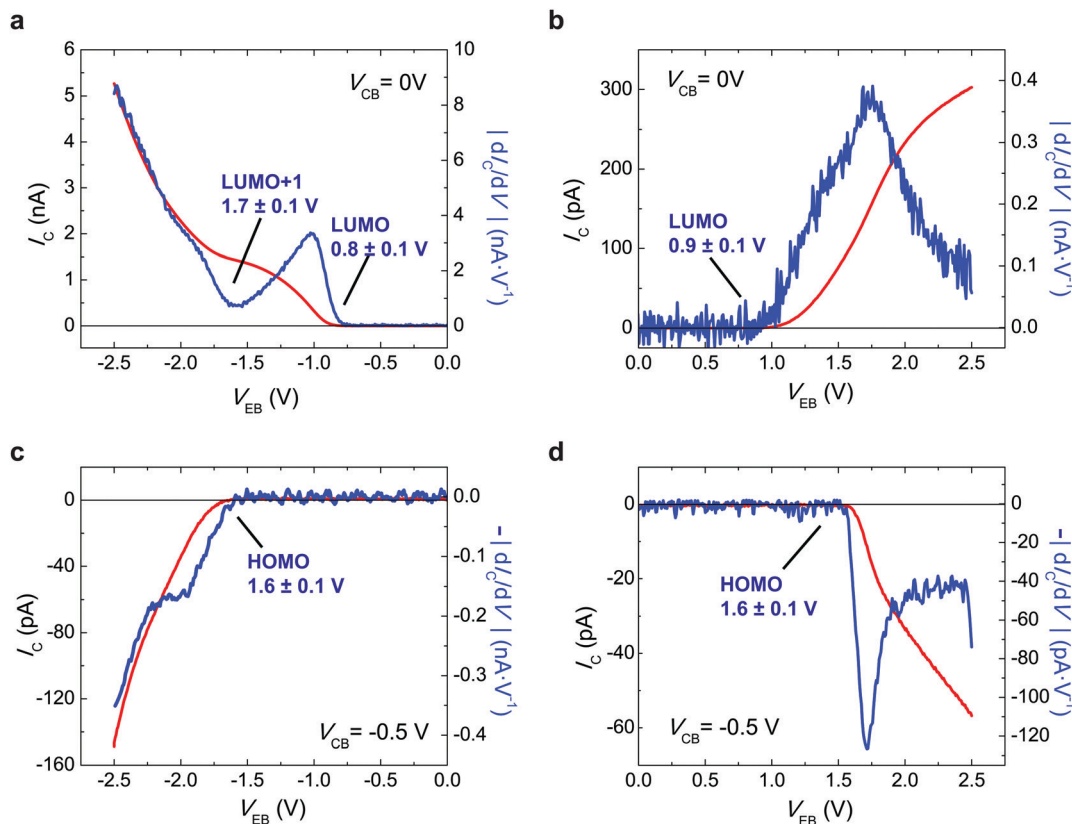 a
V_CB = 0V
I_C (nA)
6
5
4
3
2
1
0
10
8
6
4
2
0
| dI_C/dV | (nA·V⁻¹)
LUMO+1
1.7 ± 0.1 V
LUMO
0.8 ± 0.1 V
-2.5 -2.0 -1.5 -1.0 -0.5 0.0
V_EB (V)
b
V_CB = 0V
I_C (pA)
300
200
100
0
0.4
0.3
0.2
0.1
0.0
| dI_C/dV | (nA·V⁻¹)
LUMO
0.9 ± 0.1 V
0.0 0.5 1.0 1.5 2.0 2.5
V_EB (V)
c
I_C (pA)
0
-40
-80
-120
-160
0.0
-0.1
-0.2
-0.3
-0.4
-| dI_C/dV | (nA·V⁻¹)
HOMO
1.6 ± 0.1 V
V_CB = -0.5 V
-2.5 -2.0 -1.5 -1.0 -0.5 0.0
V_EB (V)
d
I_C (pA)
0
-20
-40
-60
0
-20
-40
-60
-80
-100
-120
-| dI_C/dV | (pA·V⁻¹)
HOMO
1.6 ± 0.1 V
V_CB = -0.5 V
0.0 0.5 1.0 1.5 2.0 2.5
V_EB (V)